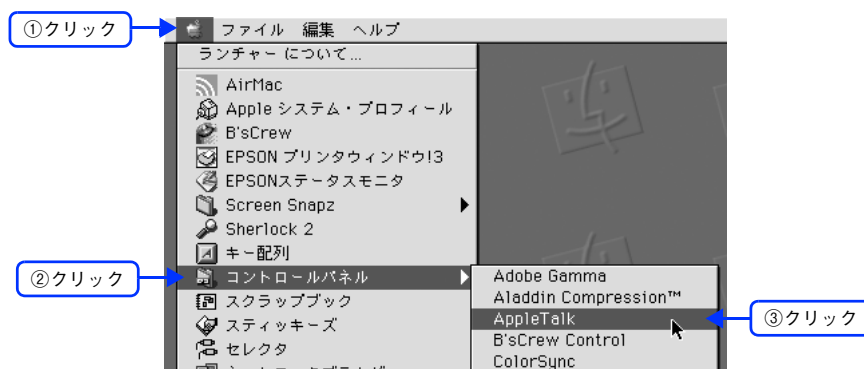 ①クリック
ファイル 編集 ヘルプ
ランチャー について...
AirMac
Apple システム・プロフィール
B'sCrew
EPSON プリンタウィンドウ!3
EPSONステータスモニタ
Screen Snapz
Sherlock 2
キー配列
②クリック
コントロールパネル
スクラップブック
スティッキーズ
セレクタ
Adobe Gamma
Aladdin Compression™
AppleTalk
③クリック
B'sCrew Control
ColorSync